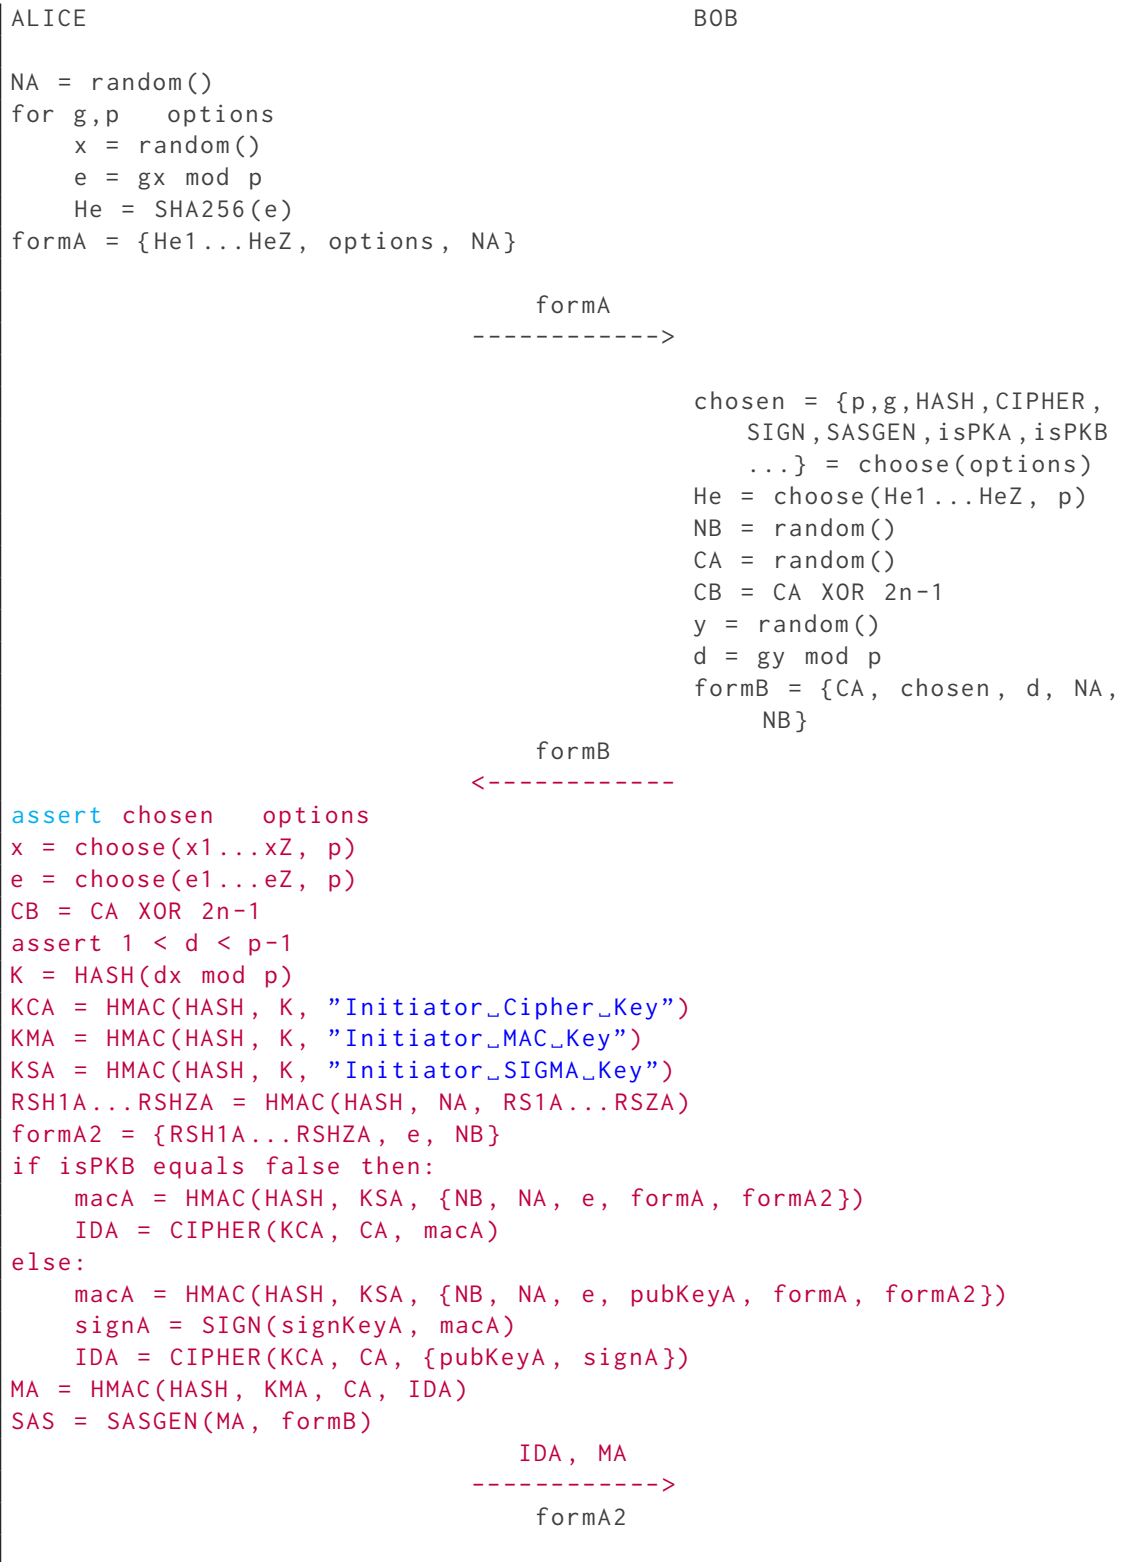 ALICE BOB
NA = random()
for g,p options
x = random()
e = gx mod p
He = SHA256(e)
formA = {He1...HeZ, options, NA}
formA
------------>
chosen = {p,g,HASH,CIPHER,
SIGN,SASGEN,isPKA,isPKB
...} = choose(options)
He = choose(He1...HeZ, p)
NB = random()
CA = random()
CB = CA XOR 2n-1
y = random()
d = gy mod p
formB = {CA, chosen, d, NA,
NB}
formB
<-------------
assert chosen options
x = choose(x1...xZ, p)
e = choose(e1...eZ, p)
CB = CA XOR 2n-1
assert 1 < d < p-1
K = HASH(dx mod p)
KCA = HMAC(HASH, K, ”Initiator␣Cipher␣Key”)
KMA = HMAC(HASH, K, ”Initiator␣MAC␣Key”)
KSA = HMAC(HASH, K, ”Initiator␣SIGMA␣Key”)
RSH1A...RSHZA = HMAC(HASH, NA, RS1A...RSZA)
formA2 = {RSH1A...RSHZA, e, NB}
if isPKB equals false then:
macA = HMAC(HASH, KSA, {NB, NA, e, formA, formA2})
IDA = CIPHER(KCA, CA, macA)
else:
macA = HMAC(HASH, KSA, {NB, NA, e, pubKeyA, formA, formA2})
signA = SIGN(signKeyA, macA)
IDA = CIPHER(KCA, CA, {pubKeyA, signA})
MA = HMAC(HASH, KMA, CA, IDA)
SAS = SASGEN(MA, formB)
IDA, MA
------------>
formA2